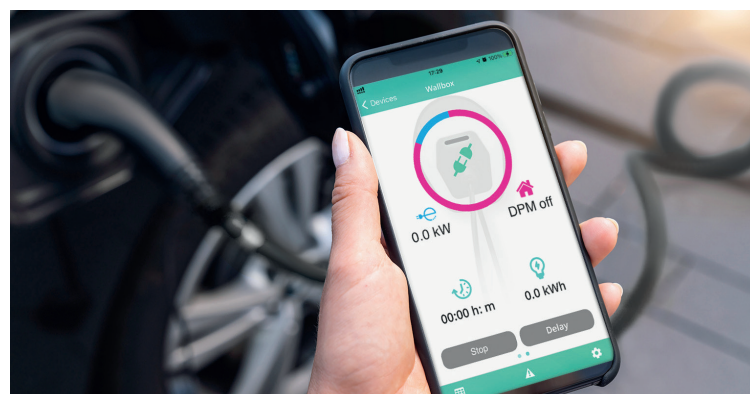 17:29
100%
Devices
Wallbox
0.0 kW
DPM off
00:00 h: m
0.0 kWh
Stop
Delay